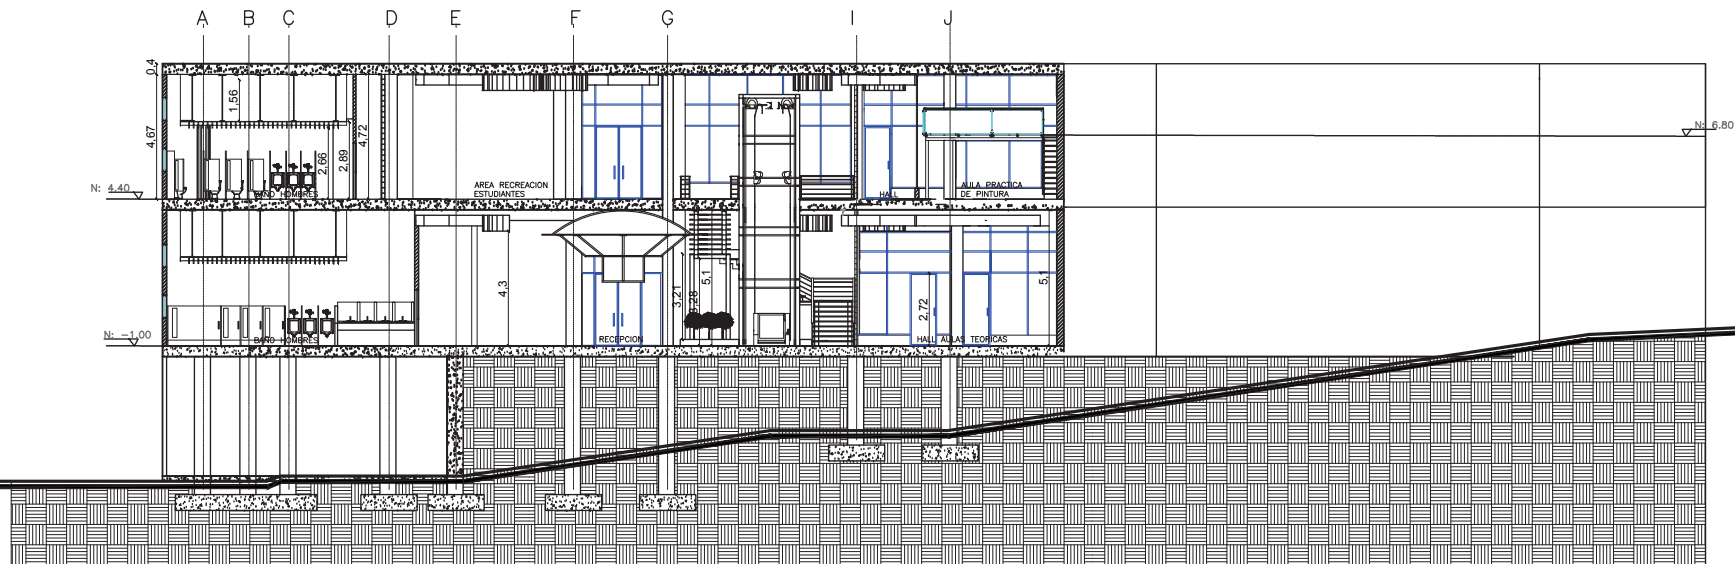 A B C D E F G I J
0,4
1,56
4,67
4,72
2,66
2,89
N: 6.80
N: 4.40
BAÑO HOMBRES
AREA RECREACION
ESTUDIANTES
HALL
AULA PRACTICA
DE PINTURA
4,3
3,21
5,1
2,72
5,1
N: -1.00
BAÑO HOMBRES
RECEPCION
HALL AULAS TEORICAS